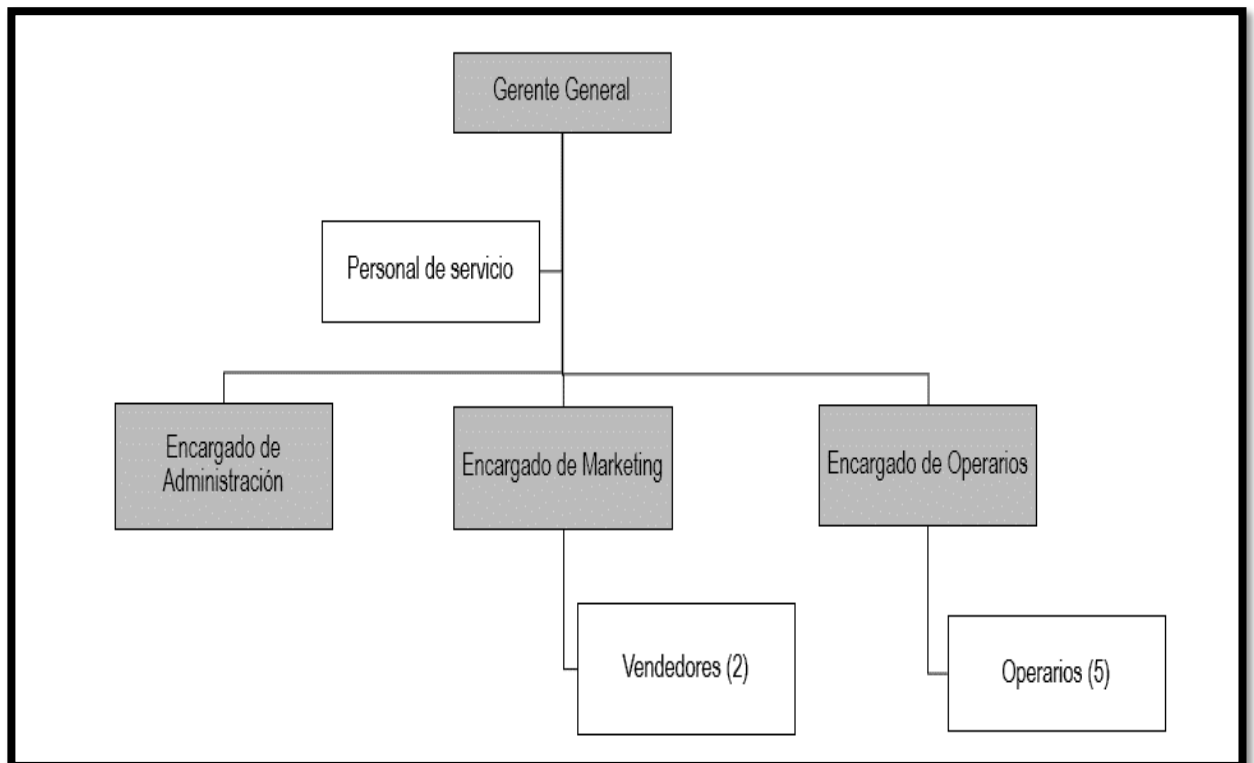 Gerente General
Personal de servicio
Encargado de
Administración
Encargado de Marketing
Encargado de Operarios
Vendedores (2)
Operarios (5)